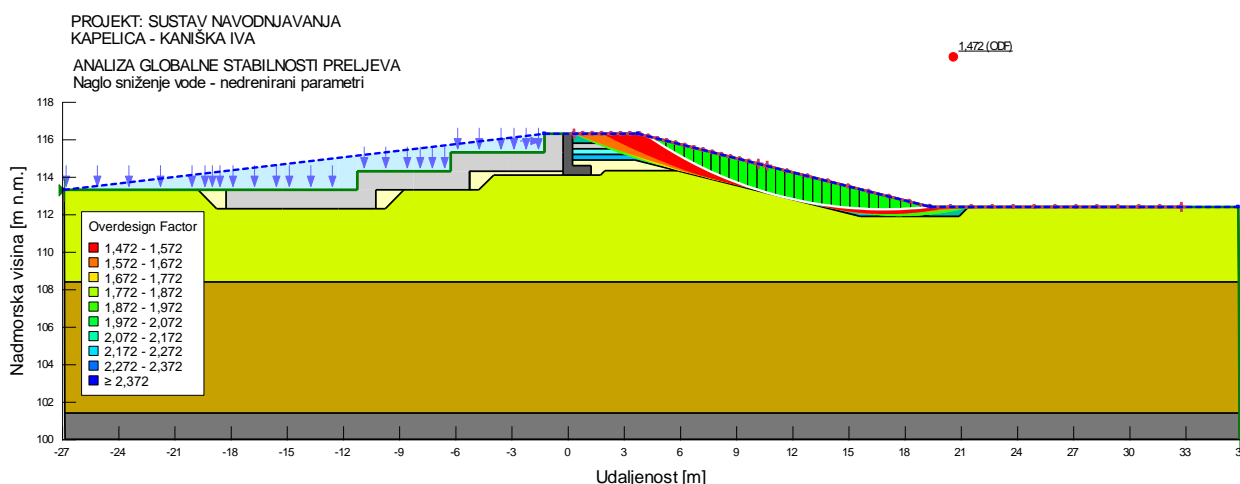 PROJEKT: SUSTAV NAVODNJAVANJA
KAPELICA - KANIŠKA IVA
ANALIZA GLOBALNE STABILNOSTI PRELJEVA
Naglo sniženje vode - nedrenirani parametri
1,472 (ODF)
Nadmorska visina [m n.m.]
118
116
114
112
110
108
106
104
102
100
Overdesign Factor
1,472 - 1,572
1,572 - 1,672
1,672 - 1,772
1,772 - 1,872
1,872 - 1,972
1,972 - 2,072
2,072 - 2,172
2,172 - 2,272
2,272 - 2,372
≥ 2,372
-27 -24 -21 -18 -15 -12 -9 -6 -3 0 3 6 9 12 15 18 21 24 27 30 33 3
Udaljenost [m]